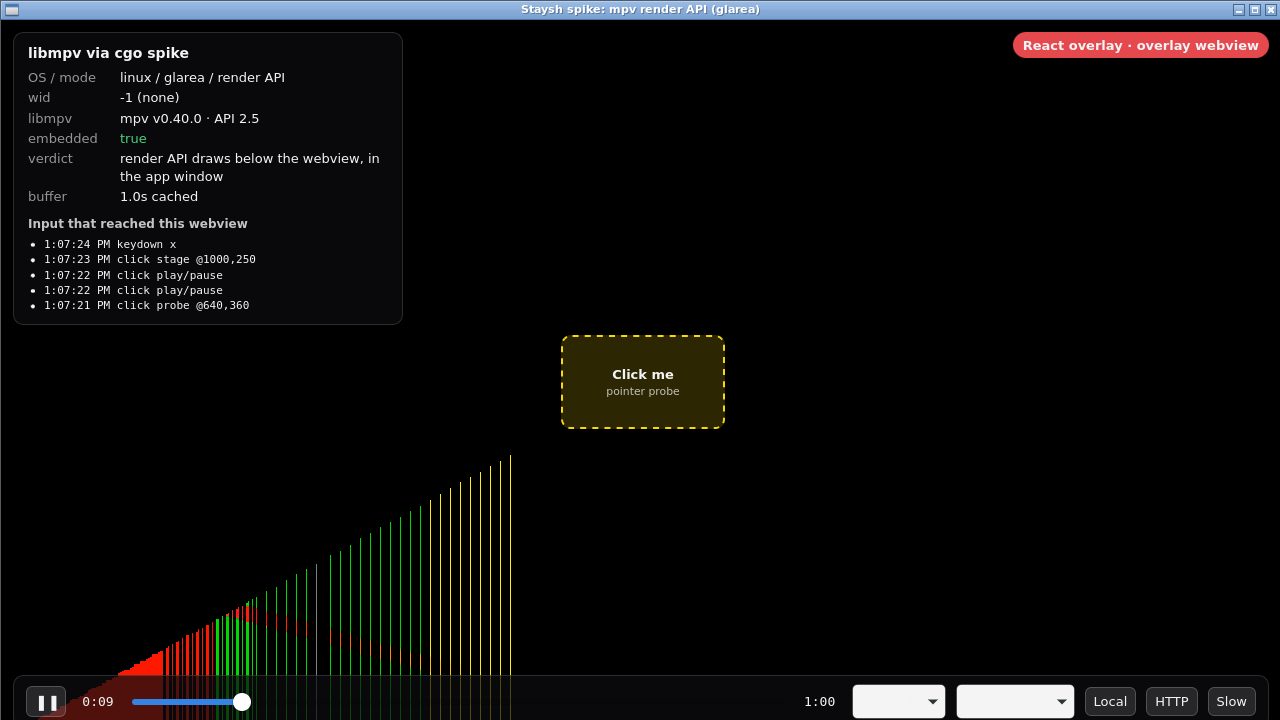 Staysh spike: mpv render API (glarea)
libmpv via cgo spike
React overlay · overlay webview
OS / mode linux / glarea / render API
wid -1 (none)
libmpv mpv v0.40.0 · API 2.5
embedded true
verdict render API draws below the webview, in
the app window
buffer 1.0s cached
Input that reached this webview
• 1:07:24 PM keydown x
• 1:07:23 PM click stage @1000,250
• 1:07:22 PM click play/pause
• 1:07:22 PM click play/pause
• 1:07:21 PM click probe @640,360
Click me
pointer probe
0:09 1:00 Local HTTP Slow